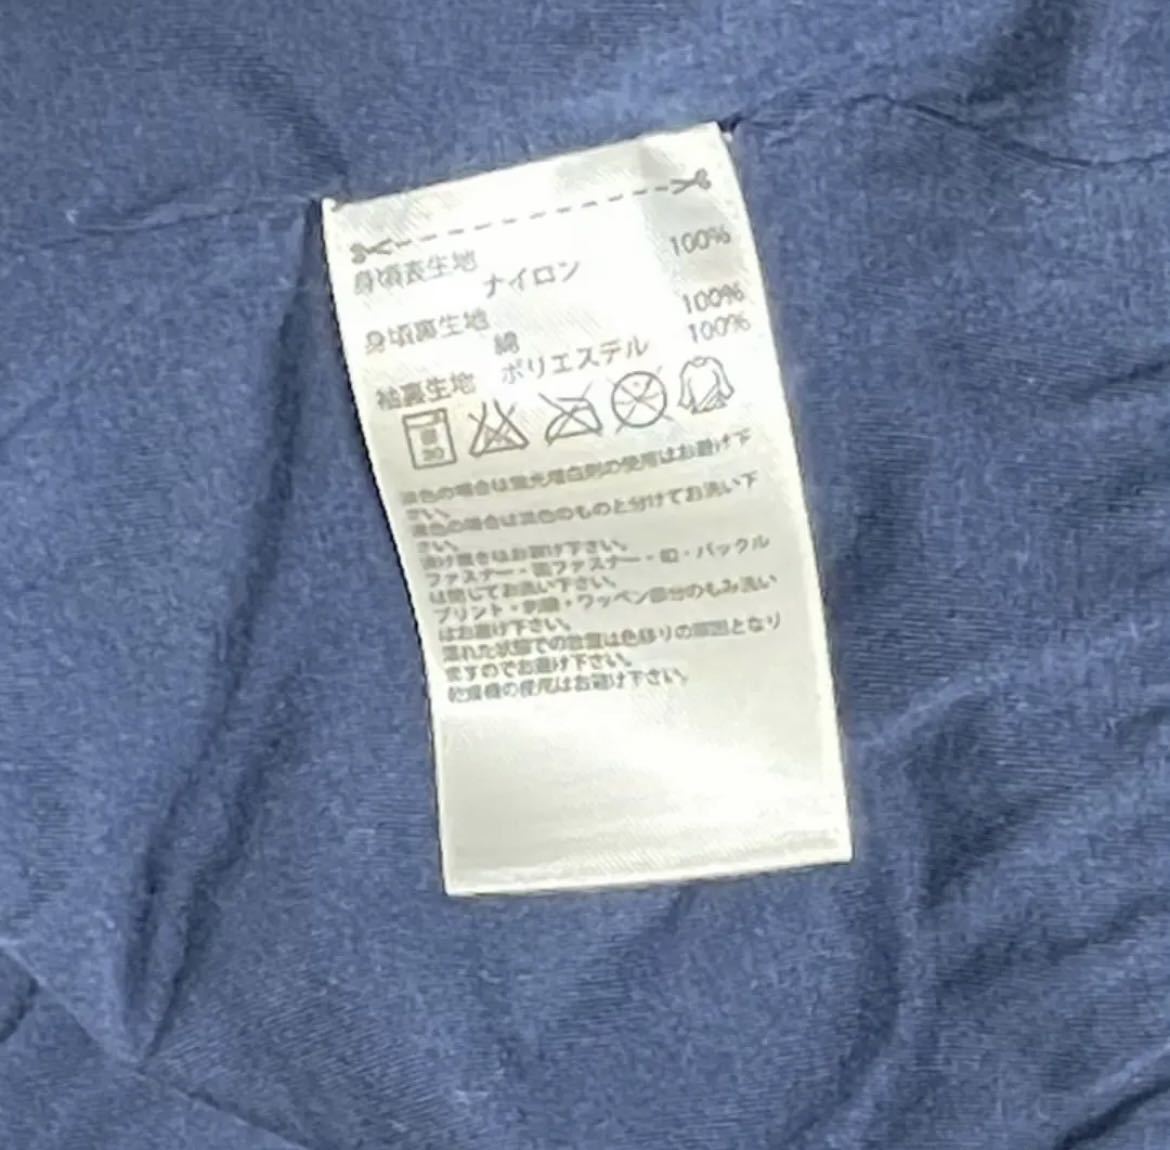 身頃表生地
ナイロン 100%
身頃裏生地
綿 100%
袖裏生地 ポリエステル 100%
淡色の場合は蛍光増白剤の使用はお避け下
さい。
濃色の場合は淡色のものと分けてお洗い下
さい。
漬け置きはお避け下さい。
ファスナー・面ファスナー・釦・バックル
は閉じてお洗い下さい。
プリント・刺繍・ワッペン部分のもみ洗い
はお避け下さい。
濡れた状態での放置は色移りの原因となり
ますのでお避け下さい。
乾燥機の使用はお避け下さい。